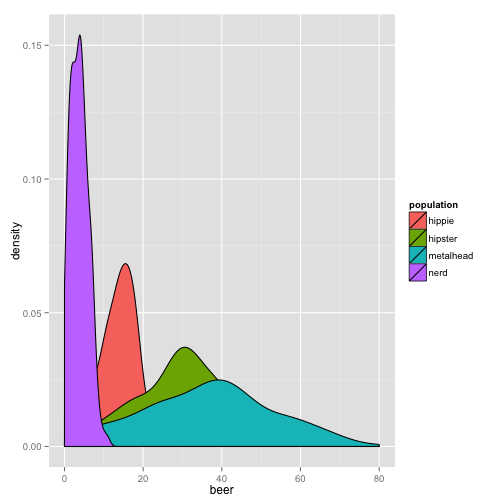 0.15
0.10
0.05
0.00
density
0
20
40
60
80
beer
population
hippie
hipster
metalhead
nerd